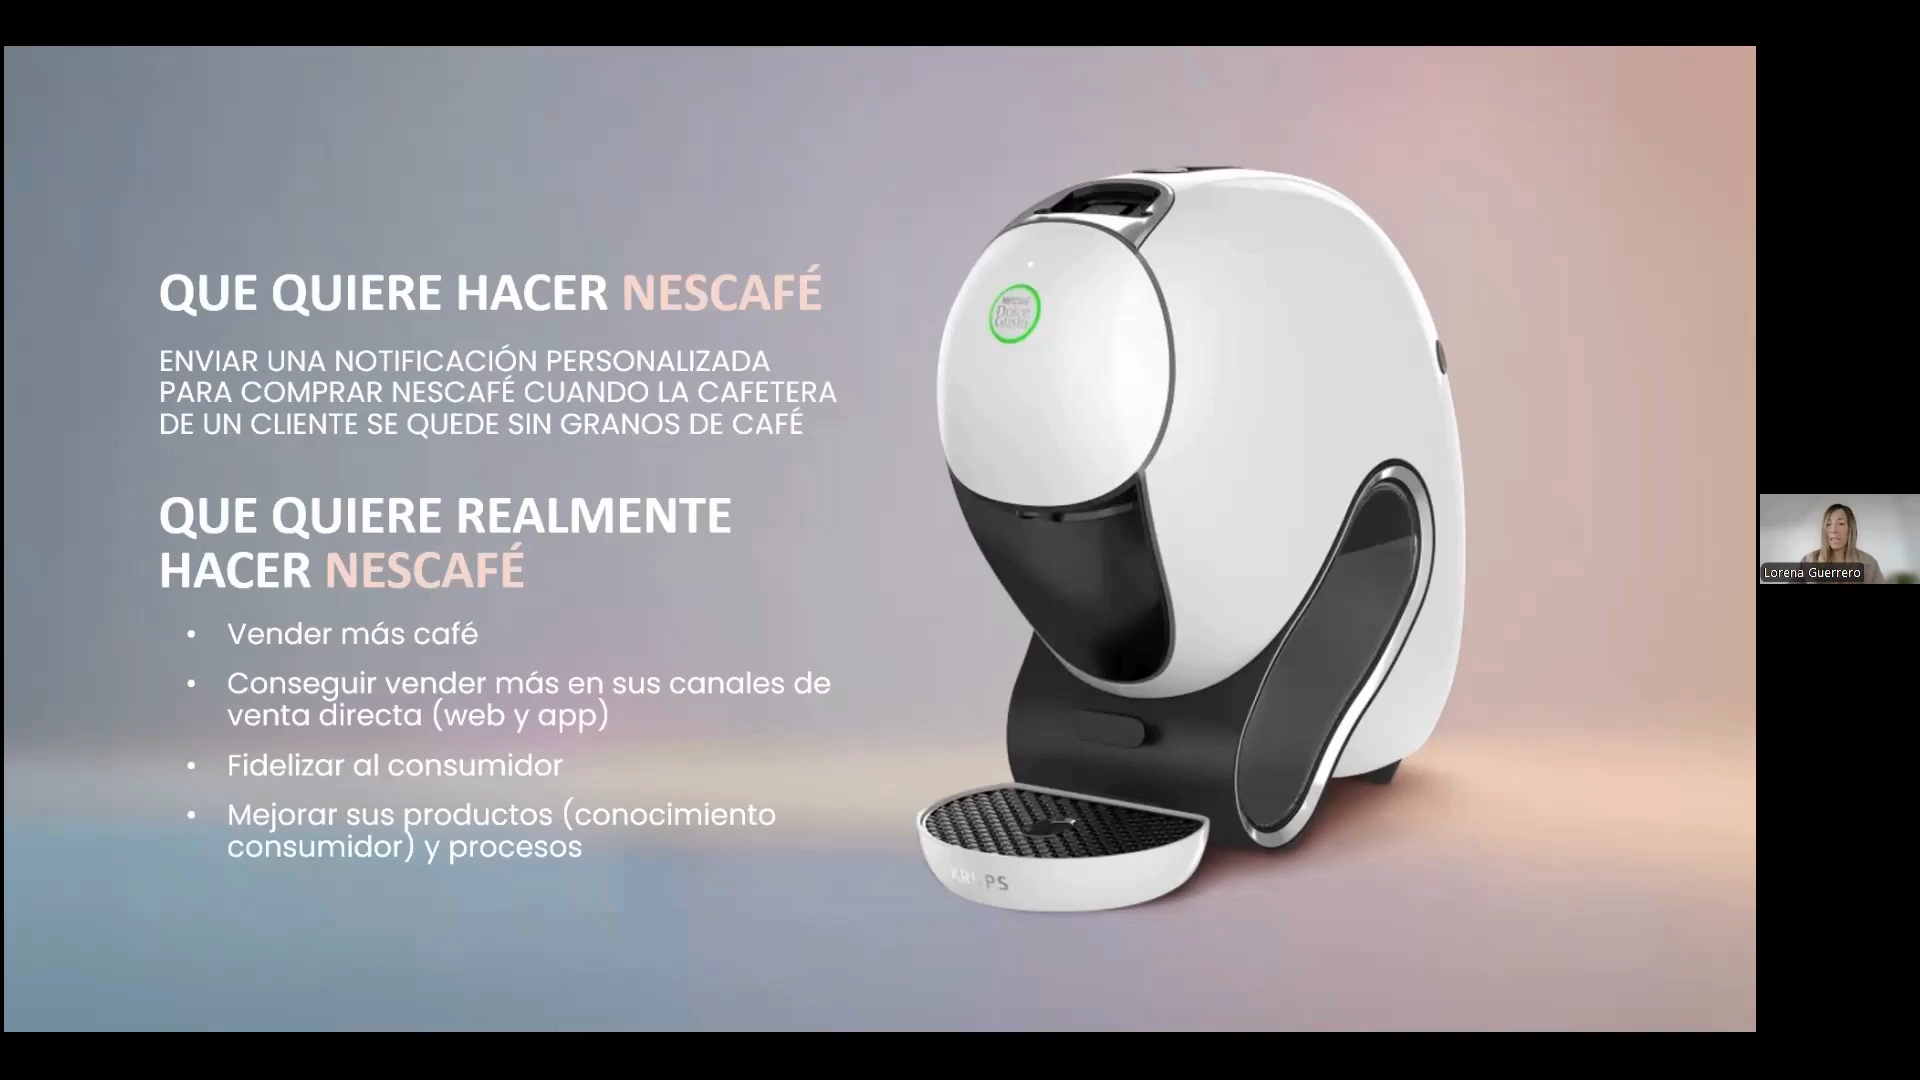 QUE QUIERE HACER NESCAFÉ
ENVIAR UNA NOTIFICACIÓN PERSONALIZADA
PARA COMPRAR NESCAFÉ CUANDO LA CAFETERA
DE UN CLIENTE SE QUEDE SIN GRANOS DE CAFÉ
QUE QUIERE REALMENTE
HACER NESCAFÉ
• Vender más café
• Conseguir vender más en sus canales de
venta directa (web y app)
• Fidelizar al consumidor
• Mejorar sus productos (conocimiento
consumidor) y procesos
NESCAFÉ
Dolce
Gusto
KRUPS
Lorena Guerrero